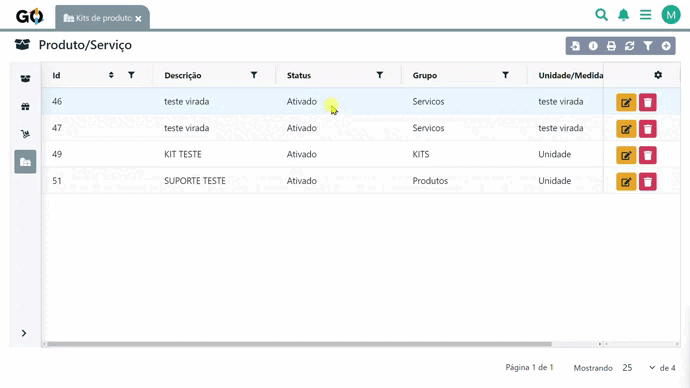 GO
Kits de produto
M
Produto/Serviço
Id Descrição Status Grupo Unidade/Medida
46 teste virada Ativado Servicos teste virada
47 teste virada Ativado Servicos teste virada
49 KIT TESTE Ativado KITS Unidade
51 SUPORTE TESTE Ativado Produtos Unidade
Página 1 de 1 Mostrando 25 de 4